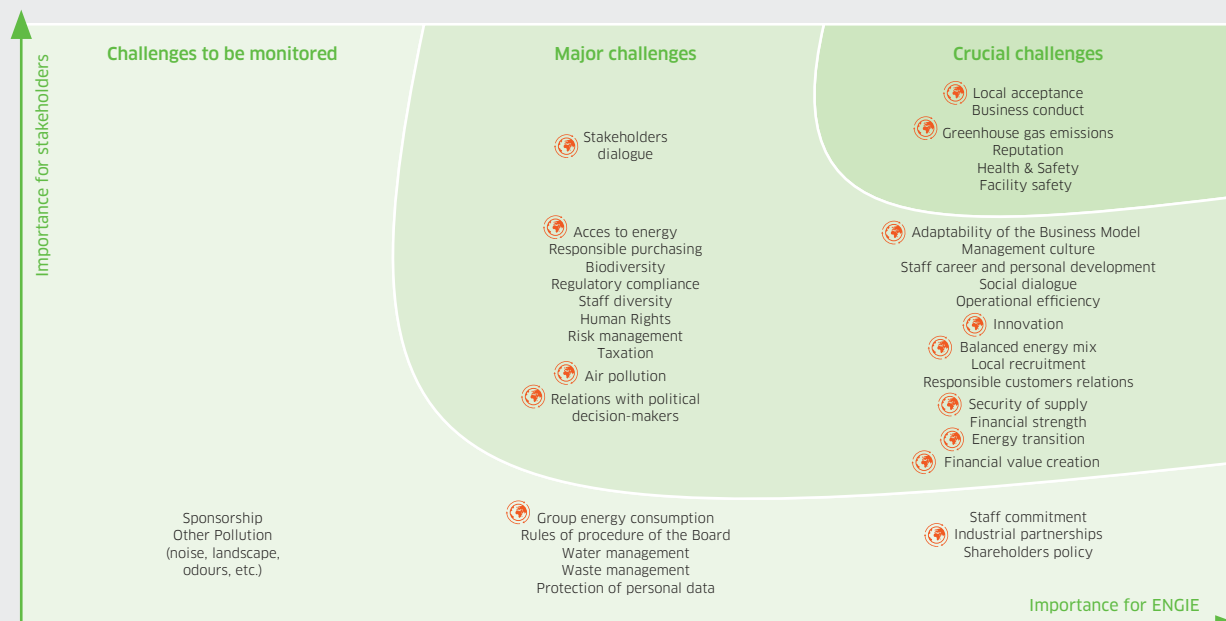 Importance for stakeholders
Challenges to be monitored
Sponsorship
Other Pollution
(noise, landscape,
odours, etc.)
Major challenges
Stakeholders
dialogue
Acces to energy
Responsible purchasing
Biodiversity
Regulatory compliance
Staff diversity
Human Rights
Risk management
Taxation
Air pollution
Relations with political
decision-makers
Group energy consumption
Rules of procedure of the Board
Water management
Waste management
Protection of personal data
Crucial challenges
Local acceptance
Business conduct
Greenhouse gas emissions
Reputation
Health & Safety
Facility safety
Adaptability of the Business Model
Management culture
Staff career and personal development
Social dialogue
Operational efficiency
Innovation
Balanced energy mix
Local recruitment
Responsible customers relations
Security of supply
Financial strength
Energy transition
Financial value creation
Staff commitment
Industrial partnerships
Shareholders policy
Importance for ENGIE